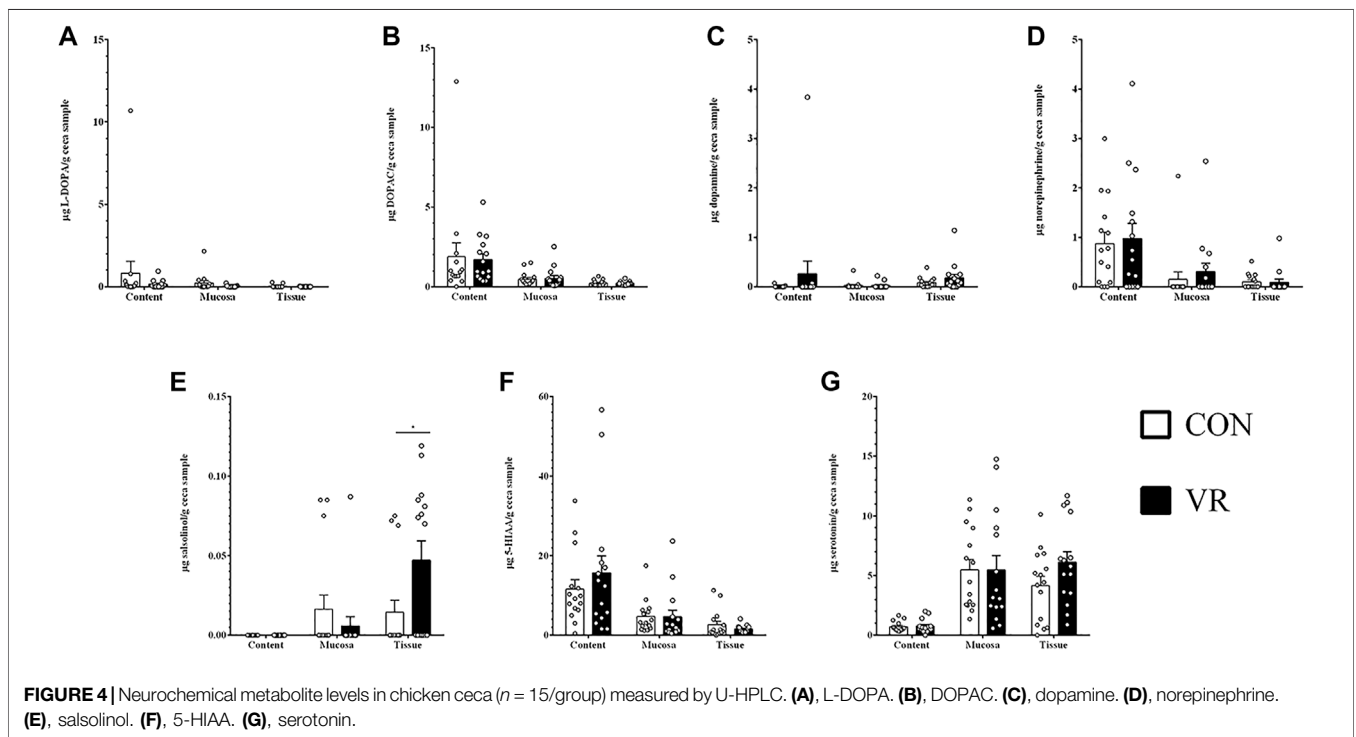 A
B
C
D
15
10
5
0
µg L-DOPA/g ceca sample
Content Mucosa Tissue
15
10
5
0
µg DOPAC/g ceca sample
Content Mucosa Tissue
5
4
3
2
1
0
µg dopamine/g ceca sample
Content Mucosa Tissue
5
4
3
2
1
0
µg norepinephrine/g ceca sample
Content Mucosa Tissue
E
F
G
0.15
0.10
0.05
0.00
µg salsolinol/g ceca sample
*
Content Mucosa Tissue
60
40
20
0
µg 5-HIAA/g ceca sample
Content Mucosa Tissue
20
15
10
5
0
µg serotonin/g ceca sample
Content Mucosa Tissue
CON
VR
FIGURE 4 | Neurochemical metabolite levels in chicken ceca (n = 15/group) measured by U-HPLC. (A), L-DOPA. (B), DOPAC. (C), dopamine. (D), norepinephrine.
(E), salsolinol. (F), 5-HIAA. (G), serotonin.